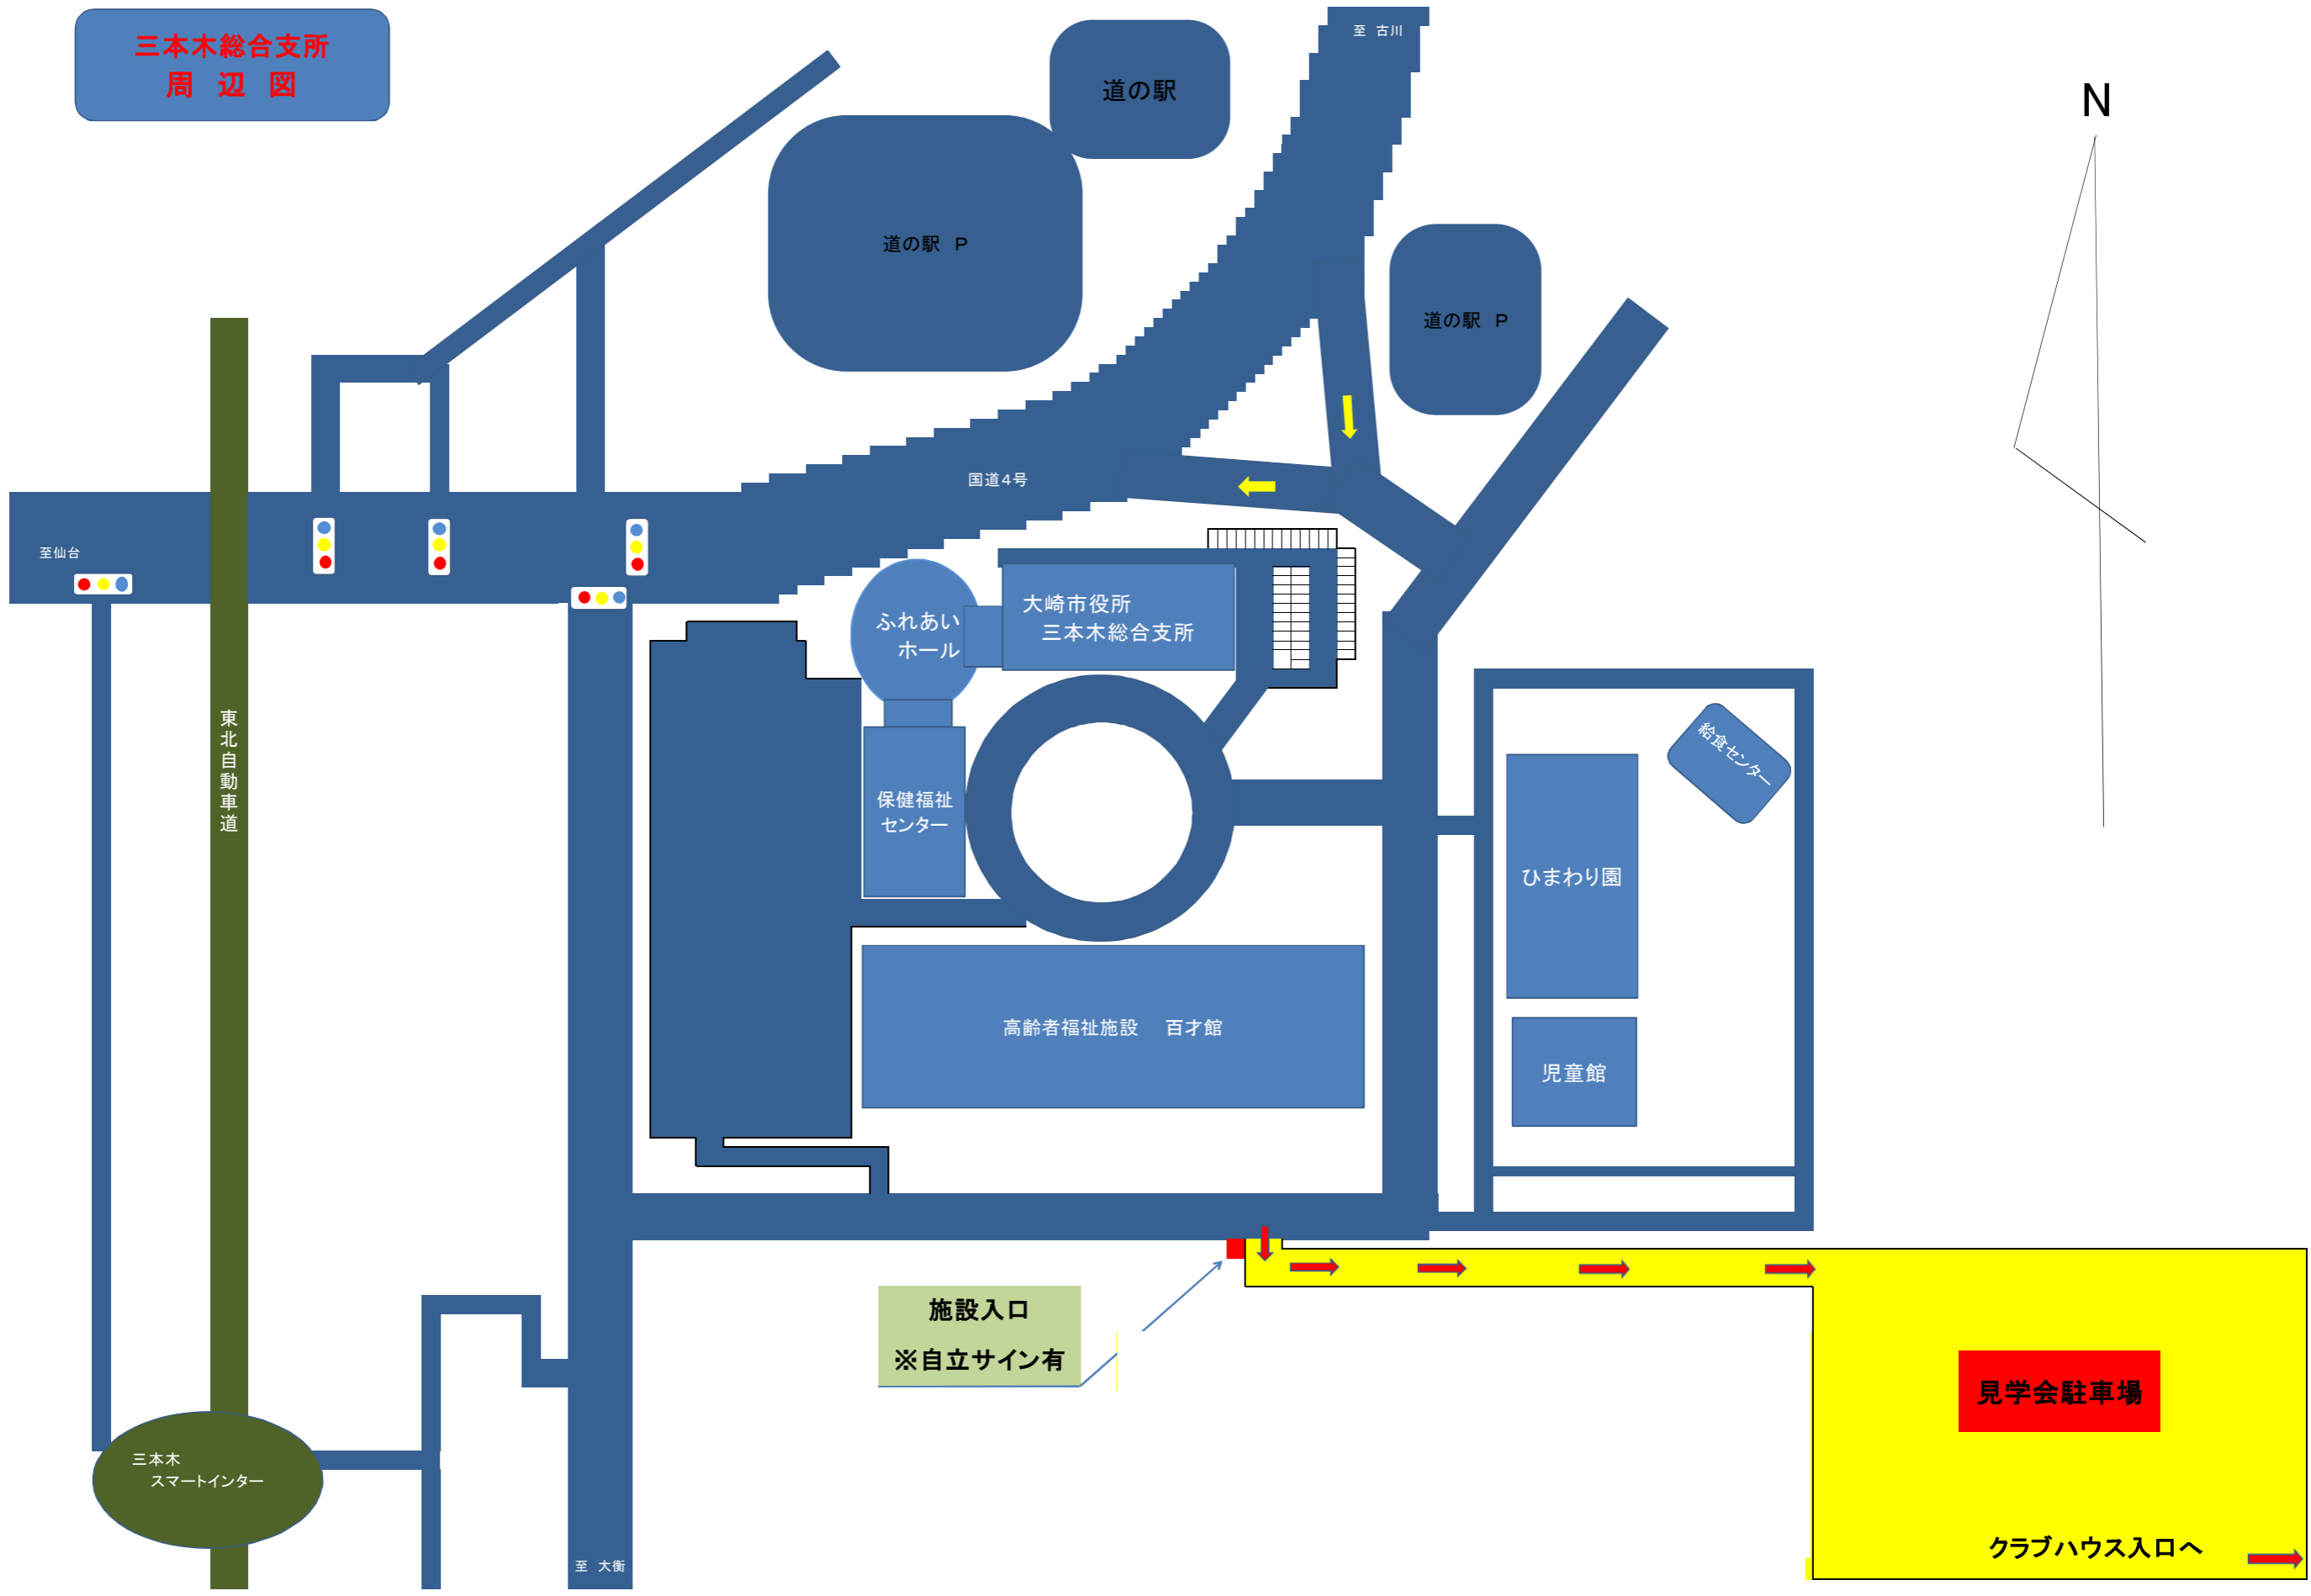 三本木総合支所
周　辺　図
至　古川
道の駅
N
道の駅　P
道の駅　P
国道4号
至仙台
ふれあい
ホール
大崎市役所
三本木総合支所
東北自動車道
給食センター
保健福祉
センター
ひまわり園
高齢者福祉施設　百才館
児童館
施設入口
※自立サイン有
見学会駐車場
三本木
スマートインター
クラブハウス入口へ
至　大衡